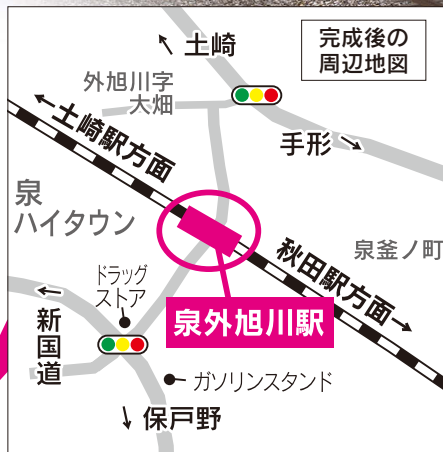 完成後の
周辺地図
↖ 土崎
外旭川字
大畑
←土崎駅方面
手形 ↘
泉
ハイタウン
秋田駅方面→
泉釜ノ町
ドラッグ
ストア
泉外旭川駅
←
新国道
ガソリンスタンド
↓ 保戸野